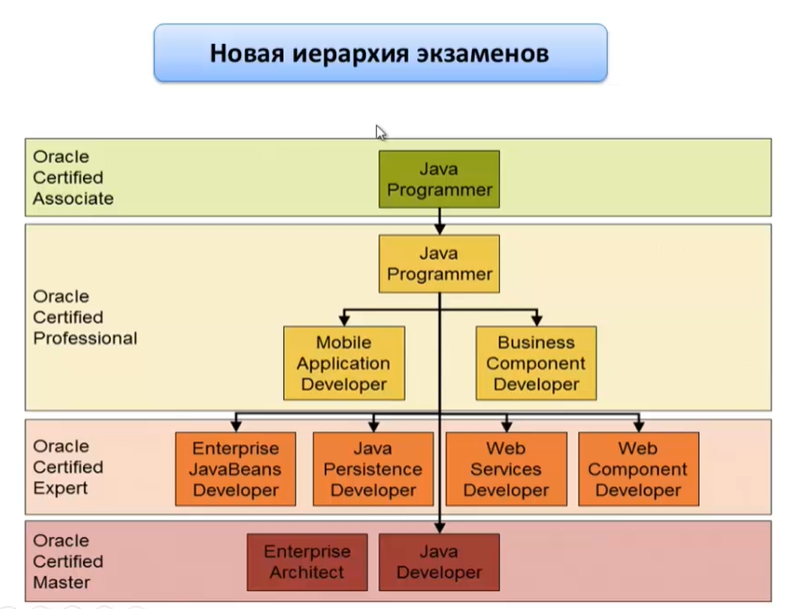 Новая иерархия экзаменов
Oracle
Certified
Associate
Java
Programmer
Oracle
Certified
Professional
Java
Programmer
Mobile
Application
Developer
Business
Component
Developer
Oracle
Certified
Expert
Enterprise
JavaBeans
Developer
Java
Persistence
Developer
Web
Services
Developer
Web
Component
Developer
Oracle
Certified
Master
Enterprise
Architect
Java
Developer